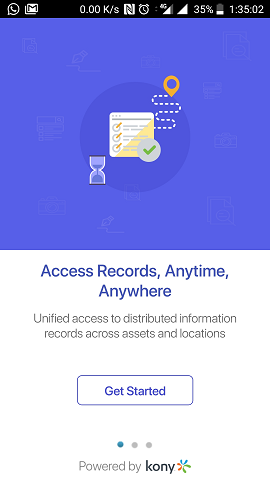 0.00 K/s 4G 35% 1:35:02
Access Records, Anytime,
Anywhere
Unified access to distributed information
records across assets and locations
Get Started
Powered by kony